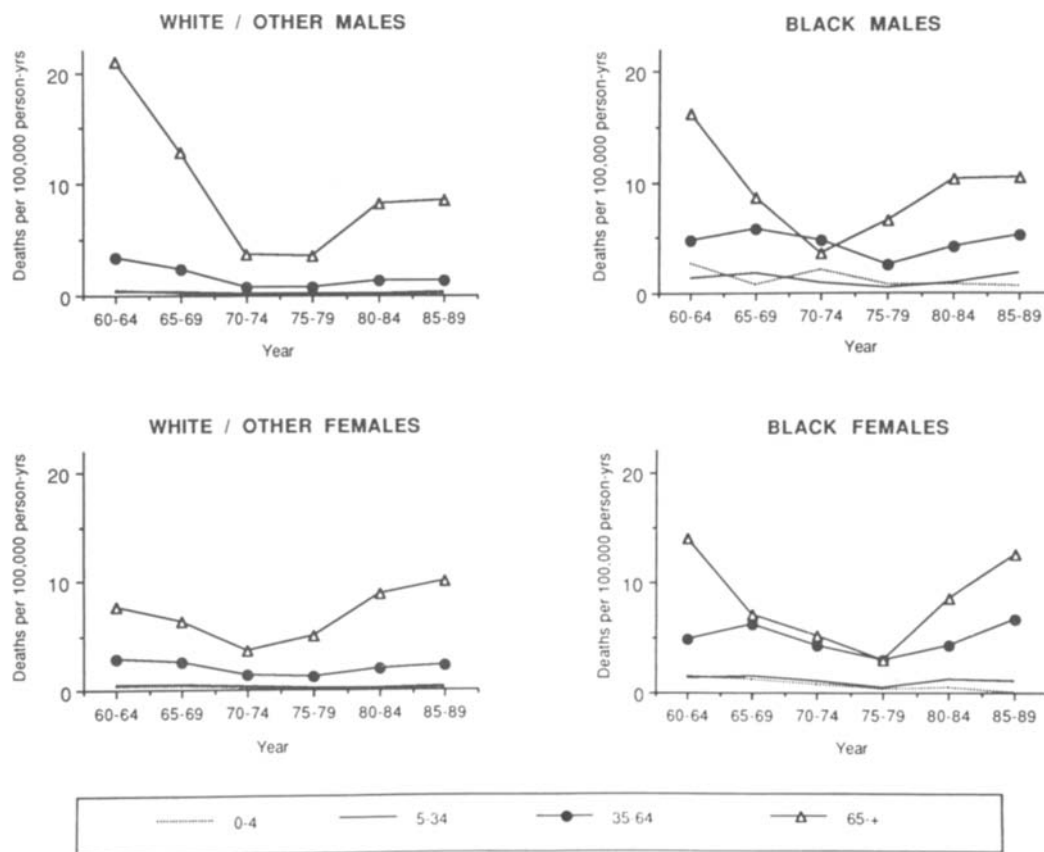 WHITE / OTHER MALES
Deaths per 100,000 person-yrs
20
10
0
60-64 65-69 70-74 75-79 80-84 85-89
Year
BLACK MALES
Deaths per 100,000 person-yrs
20
10
0
60-64 65-69 70-74 75-79 80-84 85-89
Year
WHITE / OTHER FEMALES
Deaths per 100,000 person-yrs
20
10
0
60-64 65-69 70-74 75-79 80-84 85-89
Year
BLACK FEMALES
Deaths per 100,000 person-yrs
20
10
0
60-64 65-69 70-74 75-79 80-84 85-89
Year
0-4 5-34 35-64 65-+